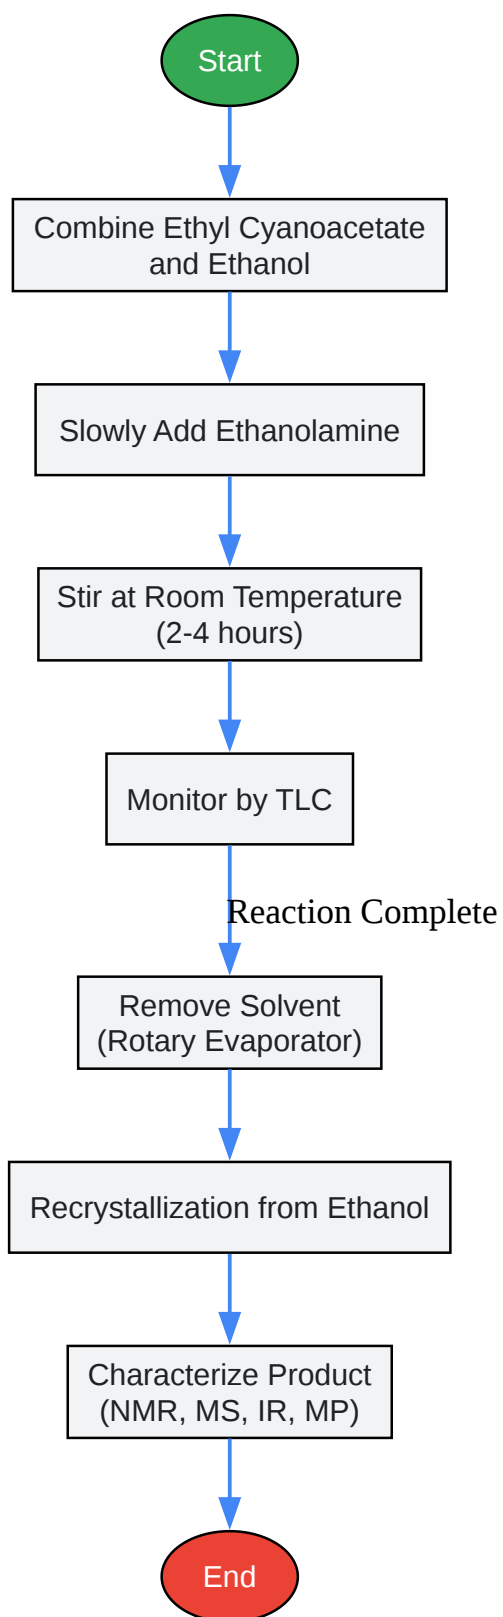 Start
Combine Ethyl Cyanoacetate
and Ethanol
Slowly Add Ethanolamine
Stir at Room Temperature
(2-4 hours)
Monitor by TLC
Reaction Complete
Remove Solvent
(Rotary Evaporator)
Recrystallization from Ethanol
Characterize Product
(NMR, MS, IR, MP)
End